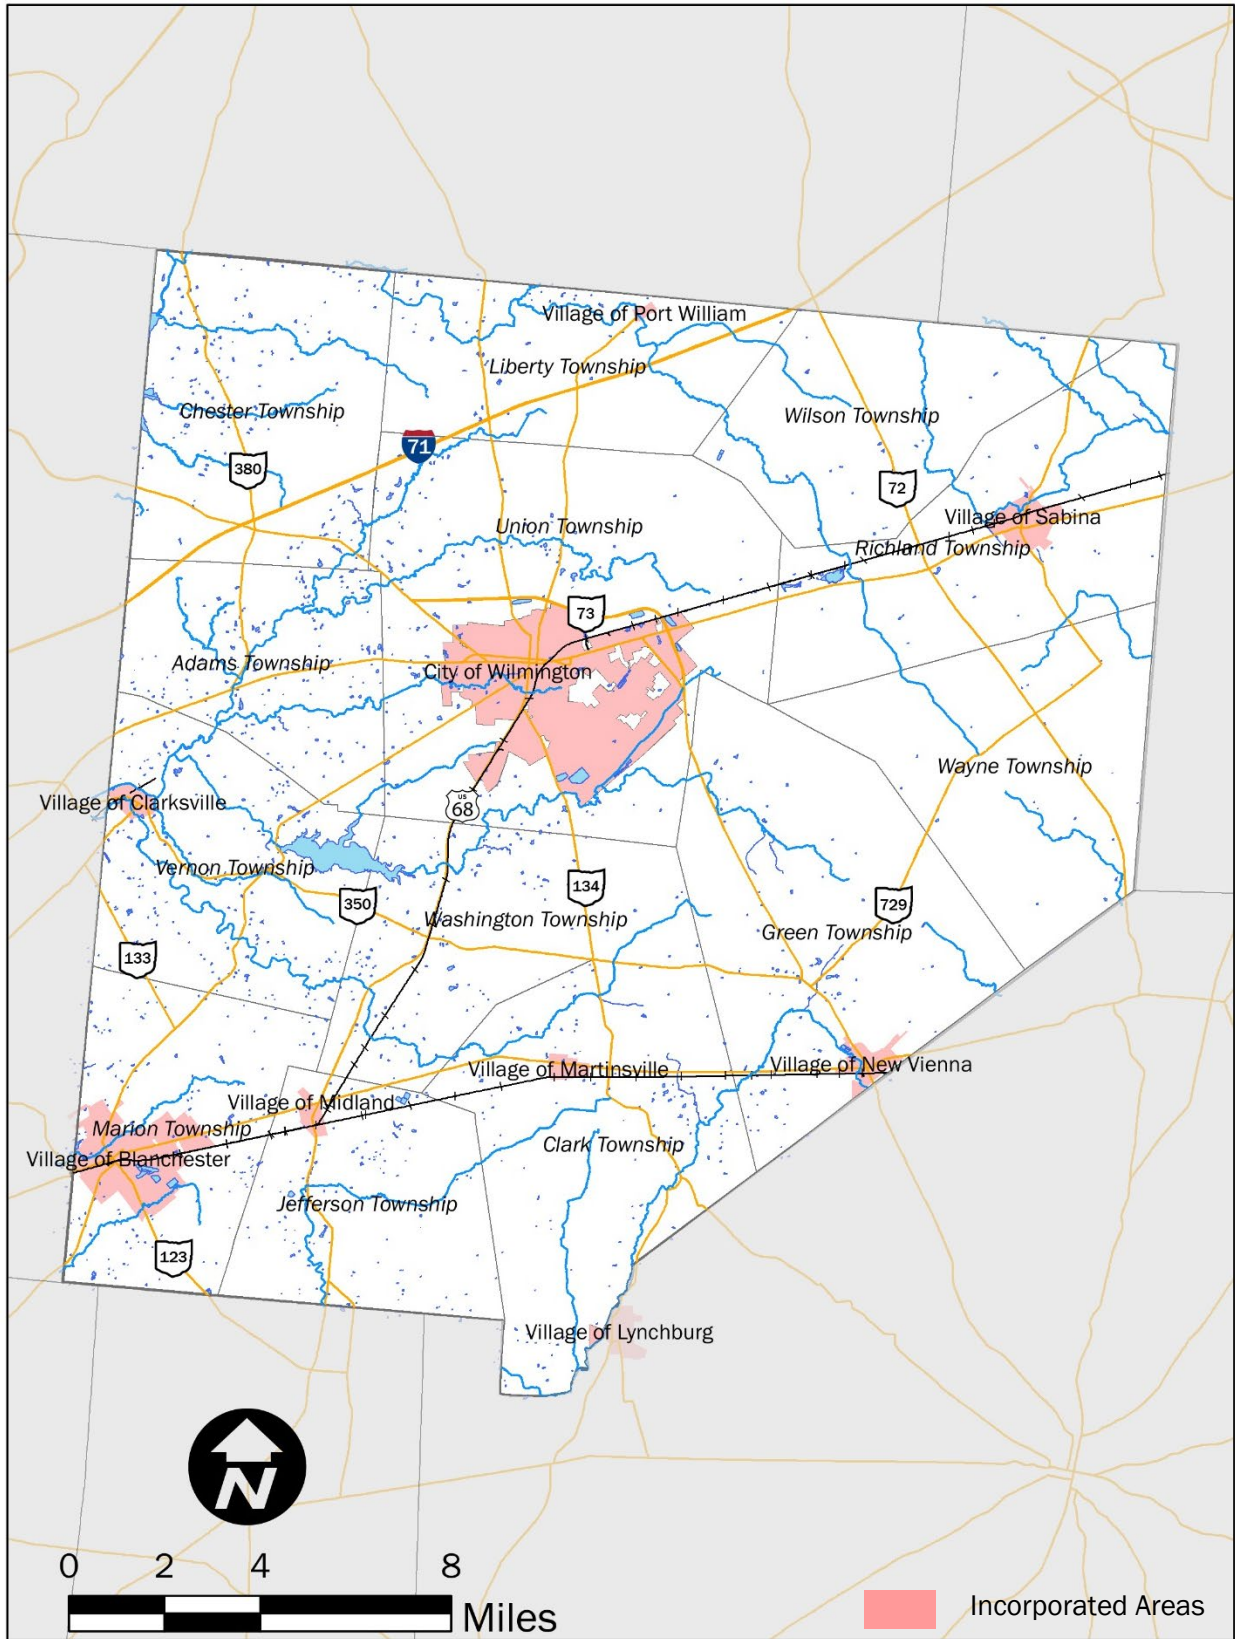 Village of Port William
Liberty Township
Chester Township
Wilson Township
71
380
72
Village of Sabina
Union Township
Richland Township
73
Adams Township
City of Wilmington
Wayne Township
Village of Clarksville
US
68
Vernon Township
134
350
729
Washington Township
Green Township
133
Village of Martinsville
Village of New Vienna
Village of Midland
Marion Township
Clark Township
Village of Blanchester
Jefferson Township
123
Village of Lynchburg
N
0 2 4 8
Miles
Incorporated Areas